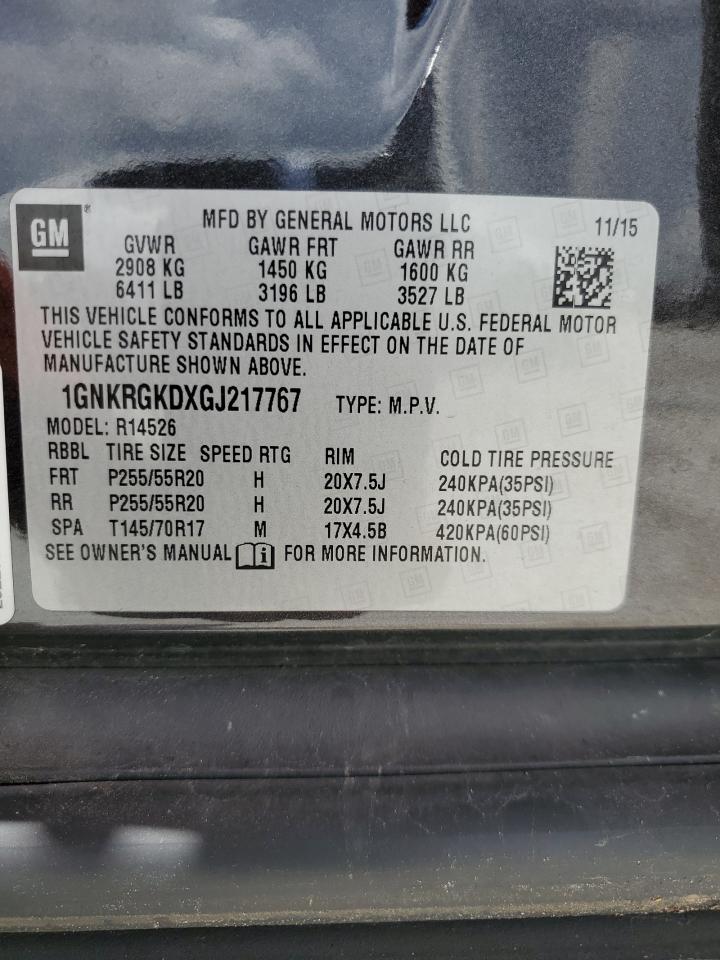 GM ® MFD BY GENERAL MOTORS LLC 11/15
GVWR GAWR FRT GAWR RR
2908 KG 1450 KG 1600 KG
6411 LB 3196 LB 3527 LB
THIS VEHICLE CONFORMS TO ALL APPLICABLE U.S. FEDERAL MOTOR
VEHICLE SAFETY STANDARDS IN EFFECT ON THE DATE OF
MANUFACTURE SHOWN ABOVE.
1GNKRGKDXGJ217767 TYPE: M.P.V.
MODEL: R14526
RBBL TIRE SIZE SPEED RTG RIM COLD TIRE PRESSURE
FRT P255/55R20 H 20X7.5J 240KPA(35PSI)
RR P255/55R20 H 20X7.5J 240KPA(35PSI)
SPA T145/70R17 M 17X4.5B 420KPA(60PSI)
SEE OWNER'S MANUAL i FOR MORE INFORMATION.